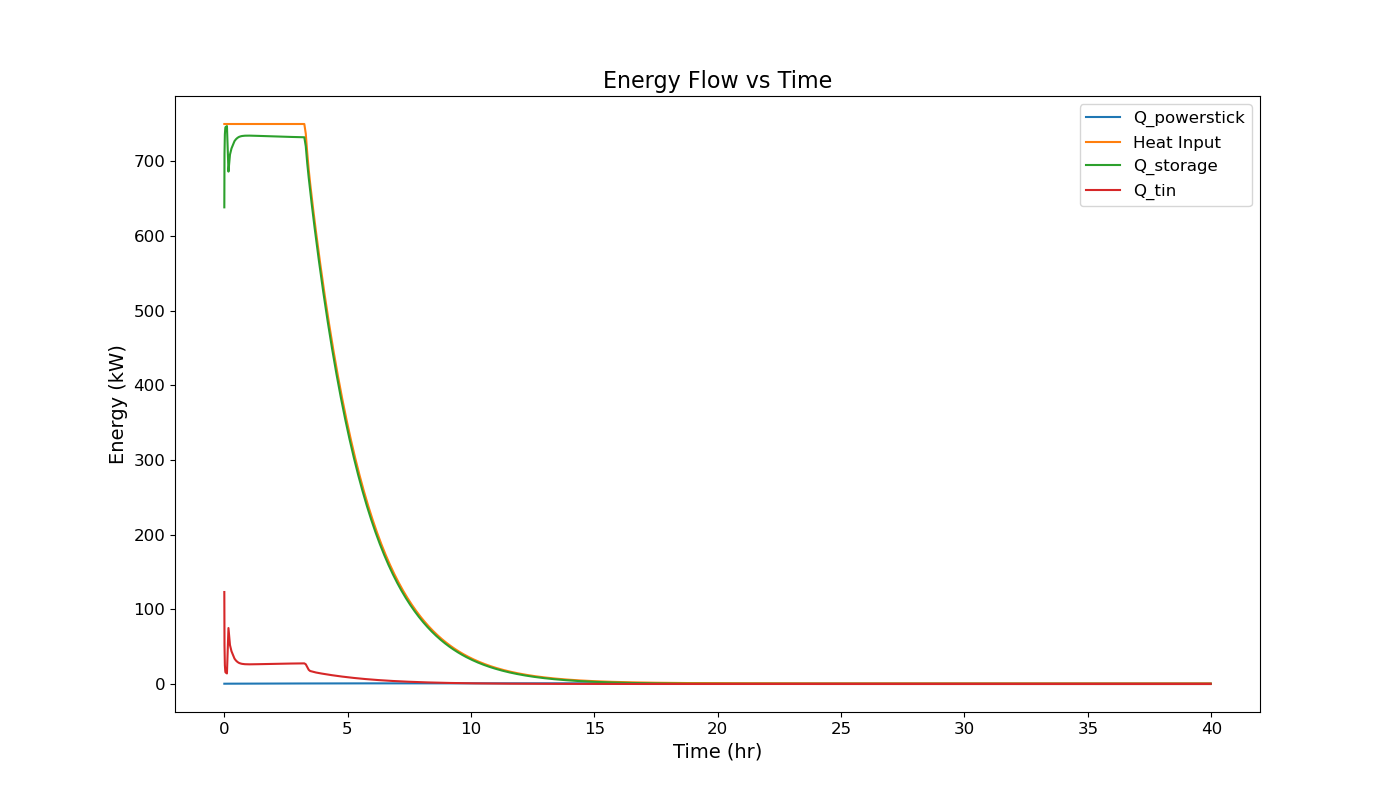 Energy Flow vs Time
Energy (kW)
700
600
500
400
300
200
100
0
0 5 10 15 20 25 30 35 40
Time (hr)
Q_powerstick
Heat Input
Q_storage
Q_tin